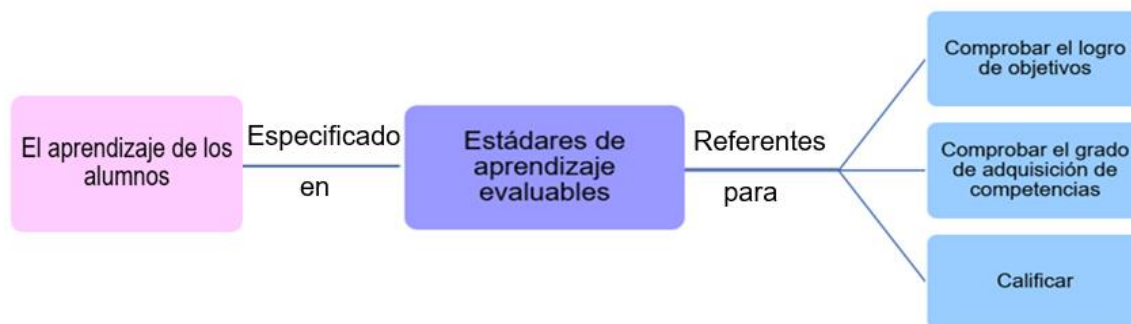 El aprendizaje de los
alumnos
Especificado
en
Estádares de
aprendizaje
evaluables
Referentes
para
Comprobar el logro
de objetivos
Comprobar el grado
de adquisición de
competencias
Calificar